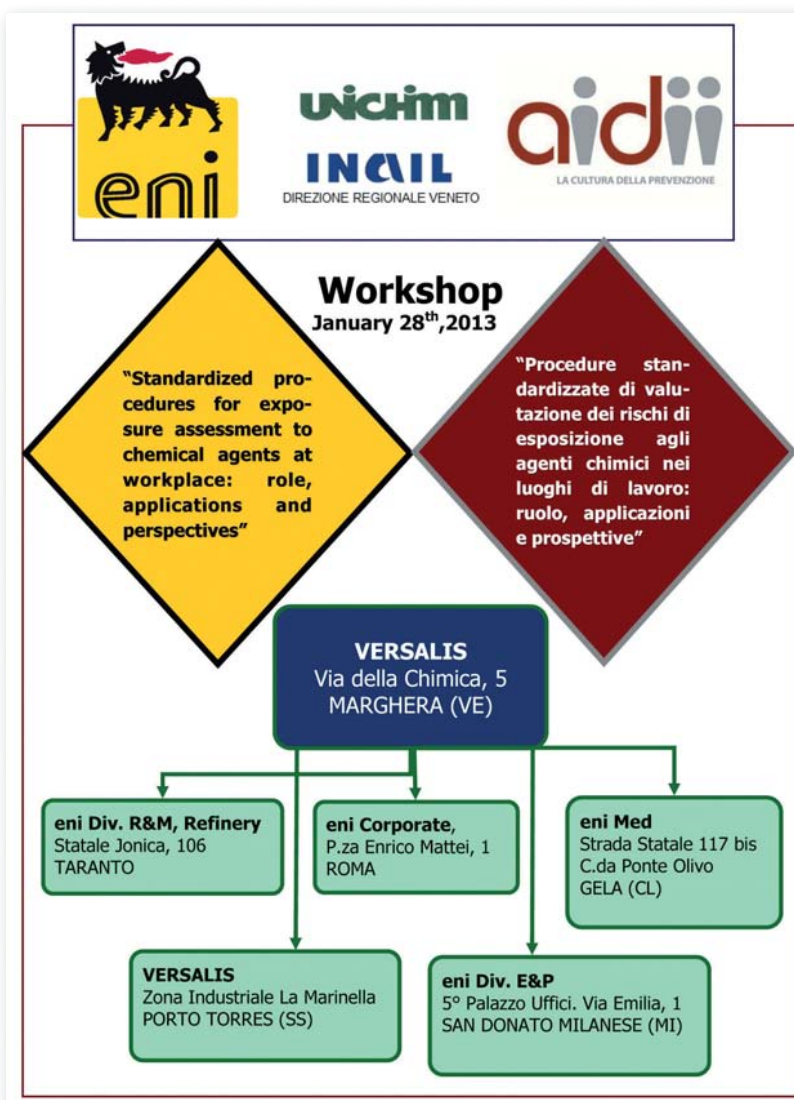 eni
UNICHIM
INAIL
DIREZIONE REGIONALE VENETO
aidii
LA CULTURA DELLA PREVENZIONE
Workshop
January 28th,2013
"Standardized pro-
cedures for expo-
sure assessment to
chemical agents at
workplace: role,
applications and
perspectives"
"Procedure stan-
dardizzate di valu-
tazione dei rischi di
esposizione agli
agenti chimici nei
luoghi di lavoro:
ruolo, applicazioni
e prospettive"
VERSALIS
Via della Chimica, 5
MARGHERA (VE)
eni Div. R&M, Refinery
Statale Jonica, 106
TARANTO
eni Corporate,
P.za Enrico Mattei, 1
ROMA
eni Med
Strada Statale 117 bis
C.da Ponte Olivo
GELA (CL)
VERSALIS
Zona Industriale La Marinella
PORTO TORRES (SS)
eni Div. E&P
5º Palazzo Uffici. Via Emilia, 1
SAN DONATO MILANESE (MI)